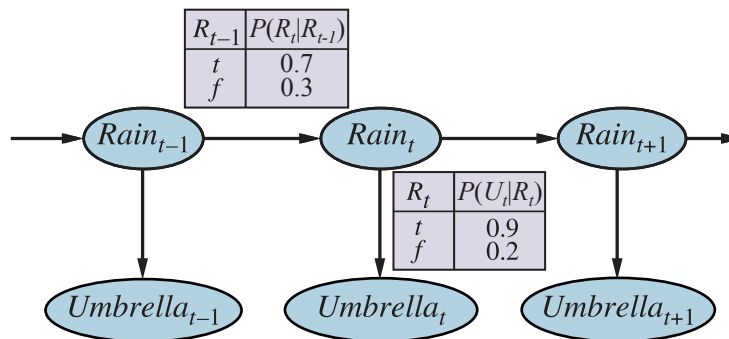 R_{t–1} P(R_t|R_{t-1})
t 0.7
f 0.3
Rain_{t–1} Rain_t Rain_{t+1}
R_t P(U_t|R_t)
t 0.9
f 0.2
Umbrella_{t–1} Umbrella_t Umbrella_{t+1}